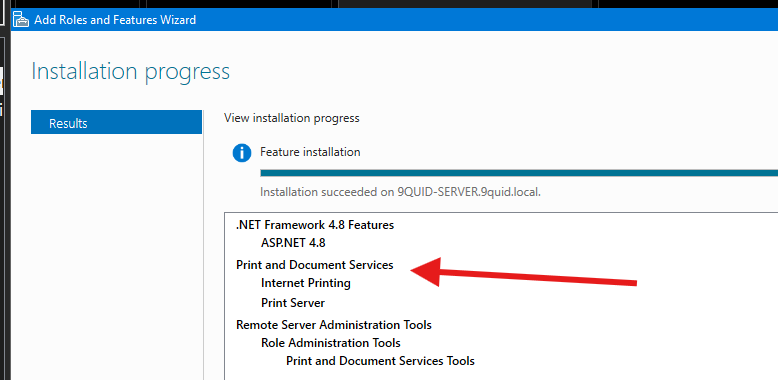 Add Roles and Features Wizard
Installation progress
Results
View installation progress
Feature installation
Installation succeeded on 9QUID-SERVER.9quid.local.
.NET Framework 4.8 Features
ASP.NET 4.8
Print and Document Services
Internet Printing
Print Server
Remote Server Administration Tools
Role Administration Tools
Print and Document Services Tools